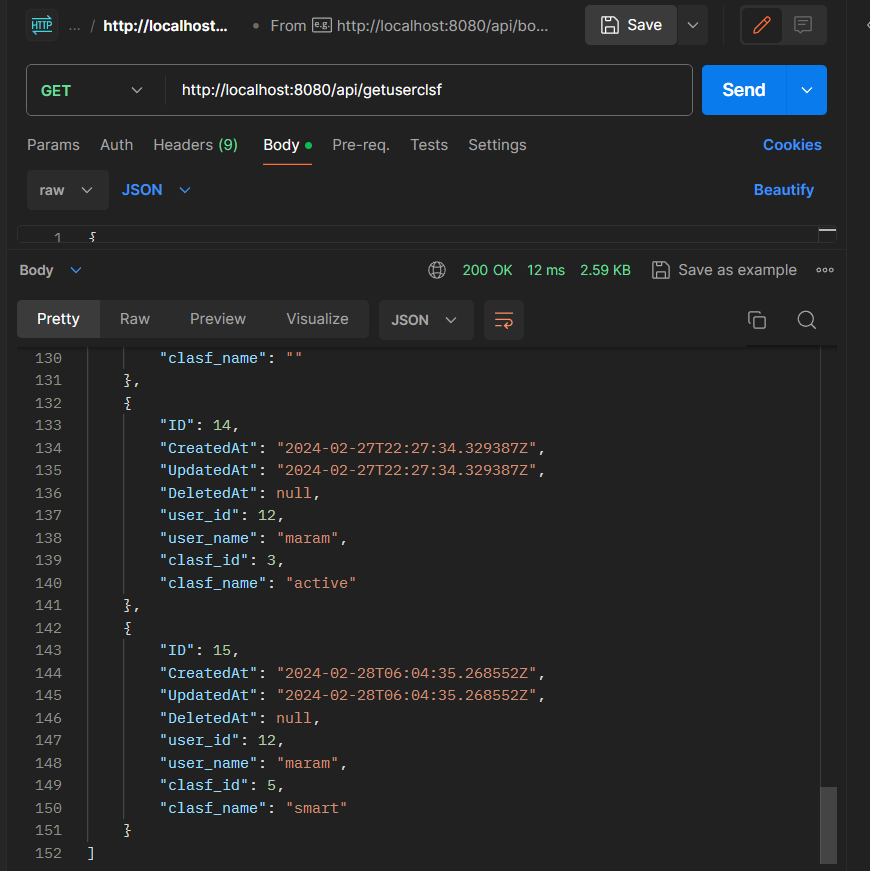 HTTP ... / http://localhost... • From e.g. http://localhost:8080/api/bo... Save
GET http://localhost:8080/api/getuserclsf Send
Params Auth Headers (9) Body Pre-req. Tests Settings Cookies
raw JSON Beautify
1 {
Body 200 OK 12 ms 2.59 KB Save as example
Pretty Raw Preview Visualize JSON
130 "clasf_name": ""
131 },
132 {
133 "ID": 14,
134 "CreatedAt": "2024-02-27T22:27:34.329387Z",
135 "UpdatedAt": "2024-02-27T22:27:34.329387Z",
136 "DeletedAt": null,
137 "user_id": 12,
138 "user_name": "maram",
139 "clasf_id": 3,
140 "clasf_name": "active"
141 },
142 {
143 "ID": 15,
144 "CreatedAt": "2024-02-28T06:04:35.268552Z",
145 "UpdatedAt": "2024-02-28T06:04:35.268552Z",
146 "DeletedAt": null,
147 "user_id": 12,
148 "user_name": "maram",
149 "clasf_id": 5,
150 "clasf_name": "smart"
151 }
152 ]